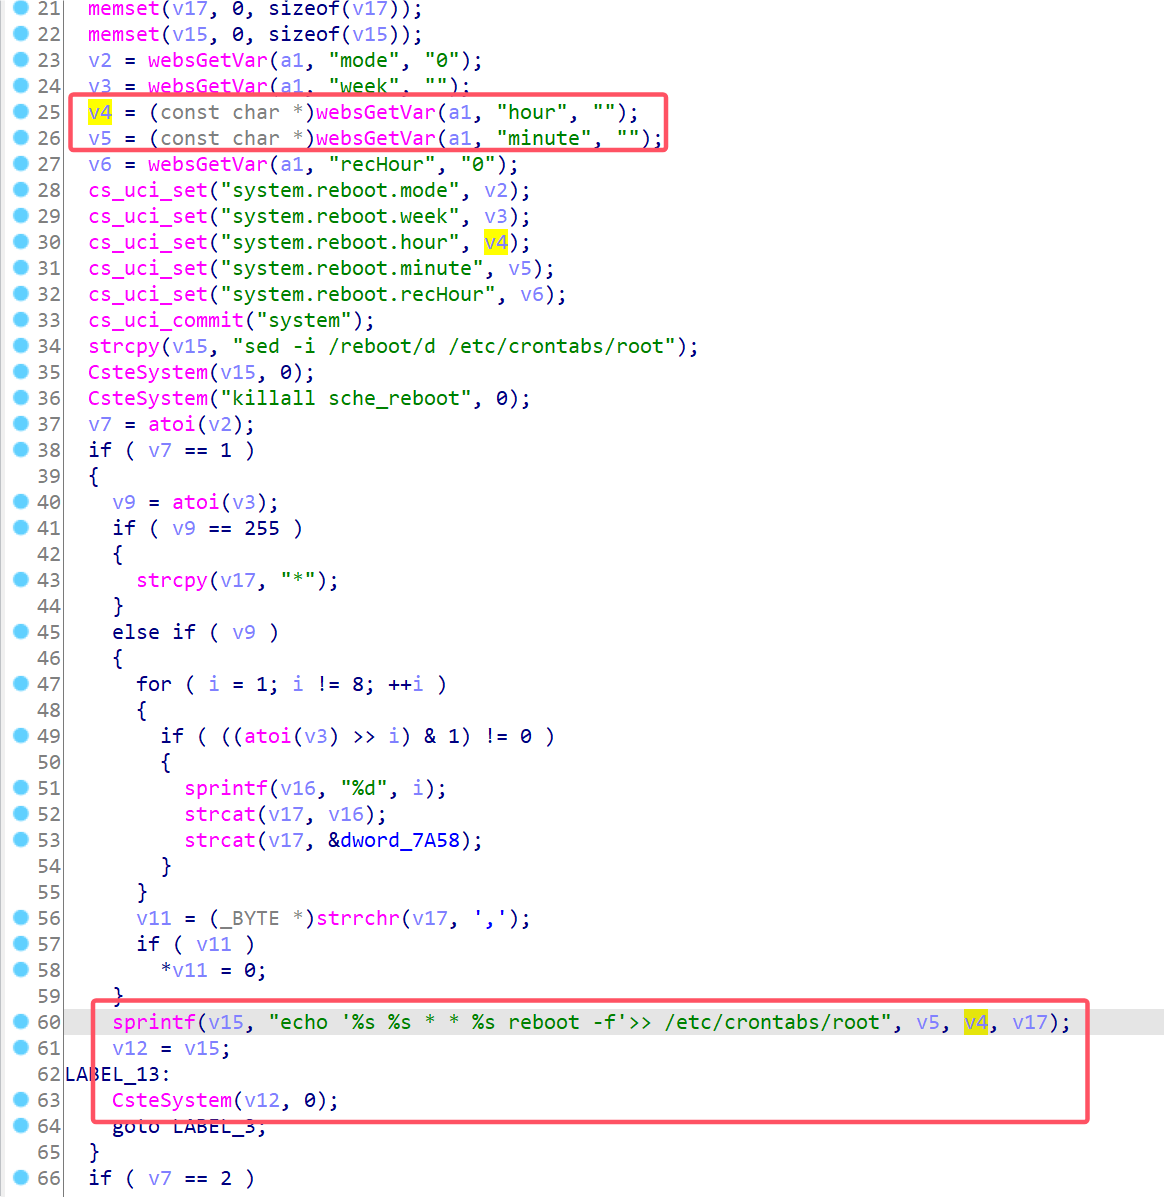 21 memset(v17, 0, sizeof(v17));
22 memset(v15, 0, sizeof(v15));
23 v2 = websGetVar(a1, "mode", "0");
24 v3 = websGetVar(a1, "week", "");
25 v4 = (const char *)websGetVar(a1, "hour", "");
26 v5 = (const char *)websGetVar(a1, "minute", "");
27 v6 = websGetVar(a1, "recHour", "0");
28 cs_uci_set("system.reboot.mode", v2);
29 cs_uci_set("system.reboot.week", v3);
30 cs_uci_set("system.reboot.hour", v4);
31 cs_uci_set("system.reboot.minute", v5);
32 cs_uci_set("system.reboot.recHour", v6);
33 cs_uci_commit("system");
34 strcpy(v15, "sed -i /reboot/d /etc/crontabs/root");
35 CsteSystem(v15, 0);
36 CsteSystem("killall sche_reboot", 0);
37 v7 = atoi(v2);
38 if ( v7 == 1 )
39 {
40 v9 = atoi(v3);
41 if ( v9 == 255 )
42 {
43 strcpy(v17, "*");
44 }
45 else if ( v9 )
46 {
47 for ( i = 1; i != 8; ++i )
48 {
49 if ( ((atoi(v3) >> i) & 1) != 0 )
50 {
51 sprintf(v16, "%d", i);
52 strcat(v17, v16);
53 strcat(v17, &dword_7A58);
54 }
55 }
56 v11 = (_BYTE *)strrchr(v17, ',');
57 if ( v11 )
58 *v11 = 0;
59 }
60 sprintf(v15, "echo '%s %s * * %s reboot -f'>> /etc/crontabs/root", v5, v4, v17);
61 v12 = v15;
62 LABEL_13:
63 CsteSystem(v12, 0);
64 goto LABEL_3;
65 }
66 if ( v7 == 2 )